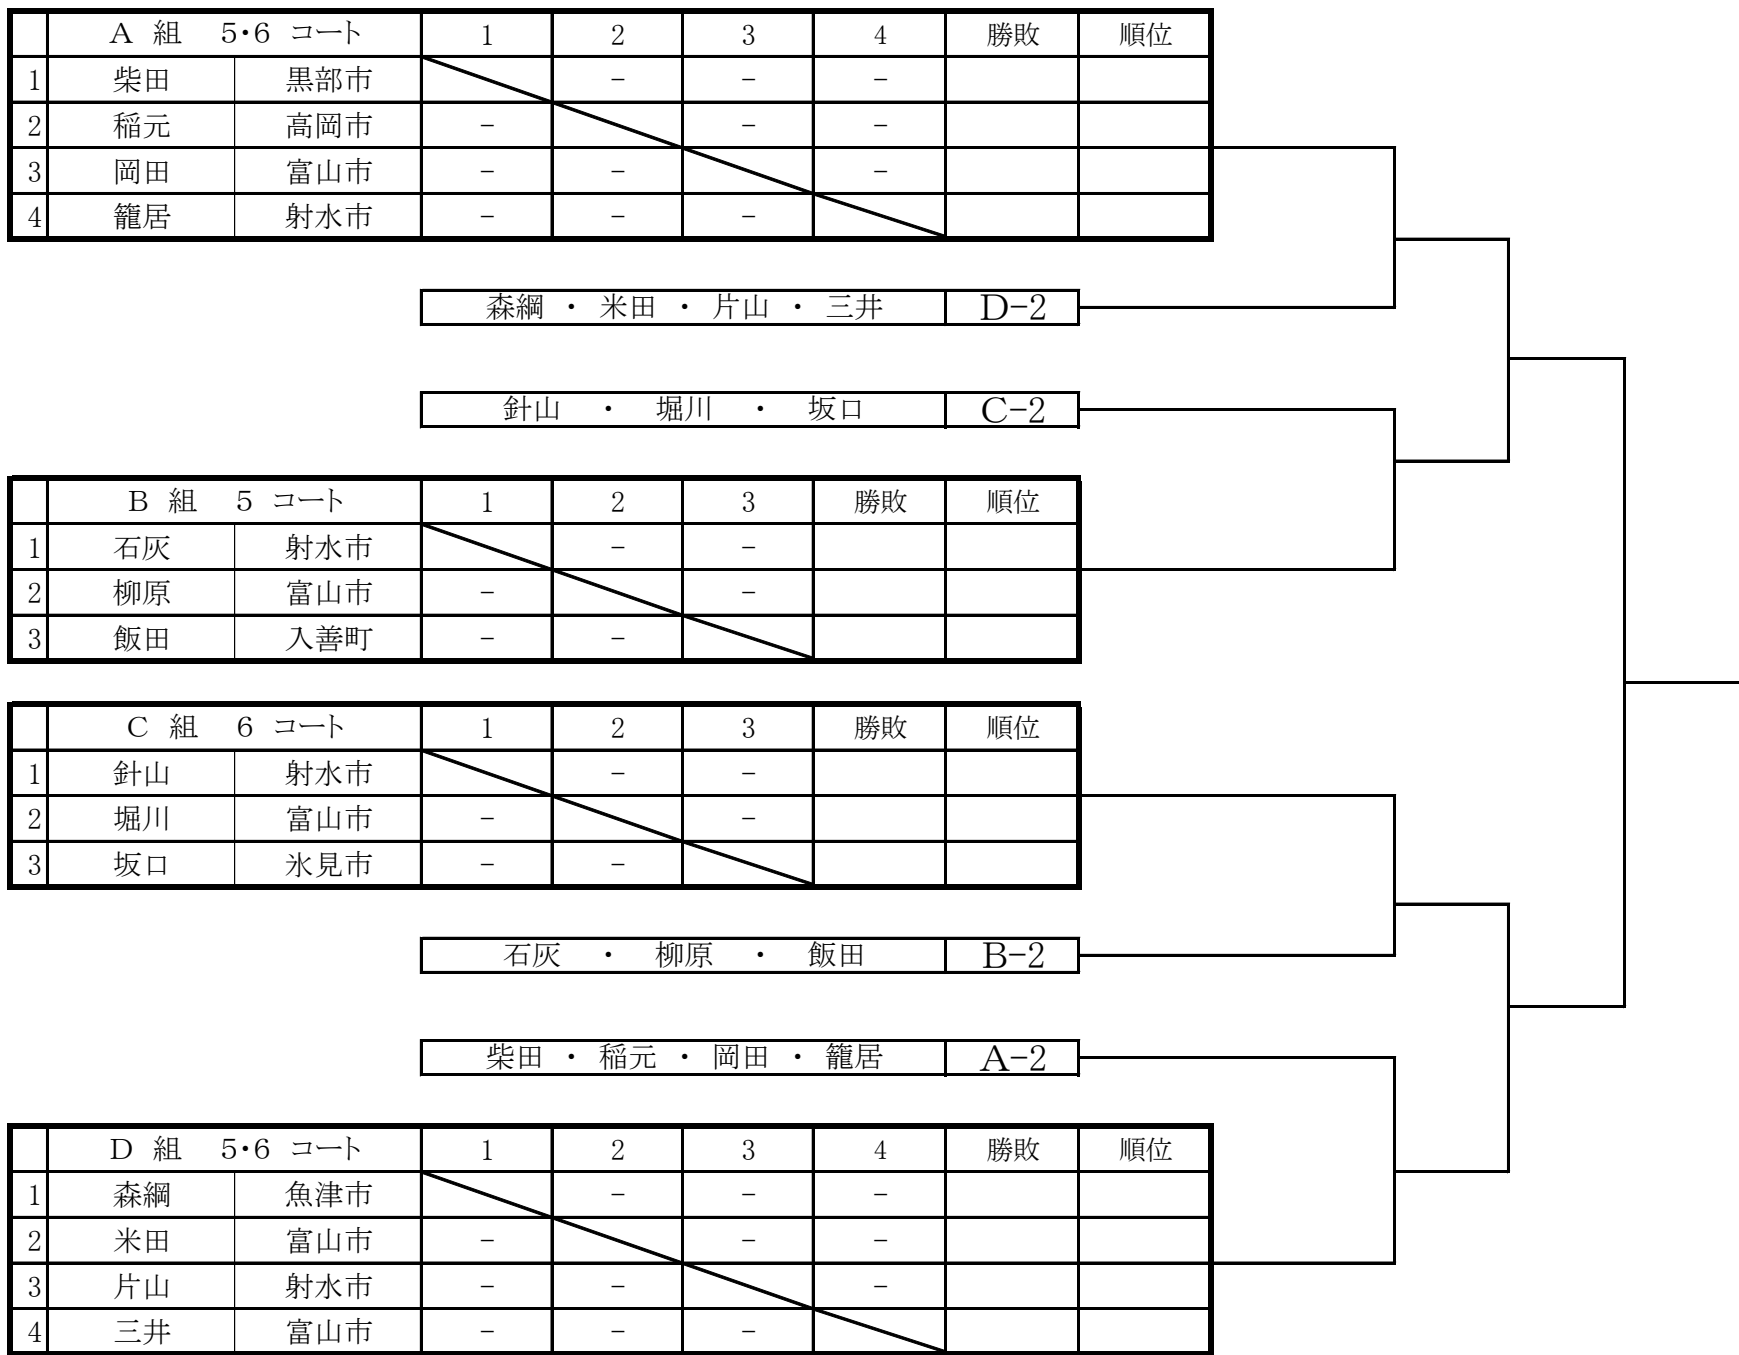 A 組 5・6 コート 1 2 3 4 勝敗 順位
1 柴田 黒部市 - - -
2 稲元 高岡市 - - -
3 岡田 富山市 - - -
4 籠居 射水市 - - -
森綱 ・ 米田 ・ 片山 ・ 三井 D-2
針山 ・ 堀川 ・ 坂口 C-2
B 組 5 コート 1 2 3 勝敗 順位
1 石灰 射水市 - -
2 柳原 富山市 - -
3 飯田 入善町 - -
C 組 6 コート 1 2 3 勝敗 順位
1 針山 射水市 - -
2 堀川 富山市 - -
3 坂口 氷見市 - -
石灰 ・ 柳原 ・ 飯田 B-2
柴田 ・ 稲元 ・ 岡田 ・ 籠居 A-2
D 組 5・6 コート 1 2 3 4 勝敗 順位
1 森綱 魚津市 - - -
2 米田 富山市 - - -
3 片山 射水市 - - -
4 三井 富山市 - - -